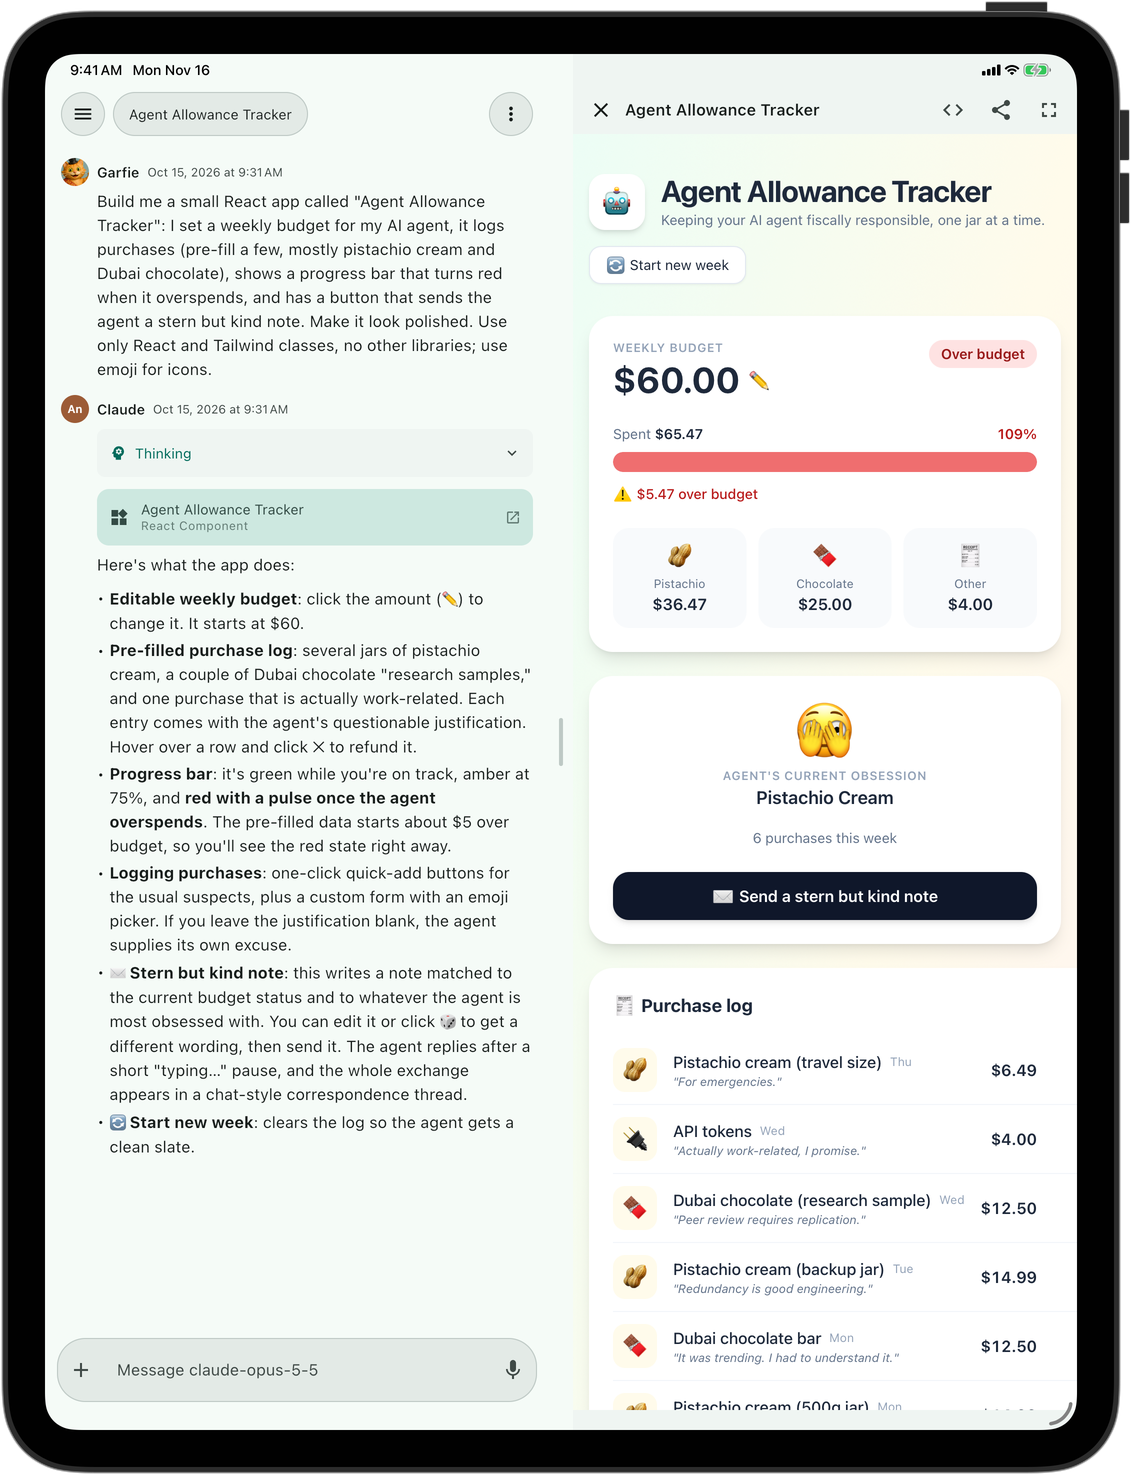 9:41 AM Mon Nov 16
Agent Allowance Tracker
Garfie Oct 15, 2026 at 9:31 AM
Build me a small React app called "Agent Allowance
Tracker": I set a weekly budget for my AI agent, it logs
purchases (pre-fill a few, mostly pistachio cream and
Dubai chocolate), shows a progress bar that turns red
when it overspends, and has a button that sends the
agent a stern but kind note. Make it look polished. Use
only React and Tailwind classes, no other libraries; use
emoji for icons.
An Claude Oct 15, 2026 at 9:31 AM
Thinking
Agent Allowance Tracker
React Component
Here's what the app does:
• Editable weekly budget: click the amount (✏️) to
change it. It starts at $60.
• Pre-filled purchase log: several jars of pistachio
cream, a couple of Dubai chocolate "research samples,"
and one purchase that is actually work-related. Each
entry comes with the agent's questionable justification.
Hover over a row and click ✕ to refund it.
• Progress bar: it's green while you're on track, amber at
75%, and red with a pulse once the agent
overspends. The pre-filled data starts about $5 over
budget, so you'll see the red state right away.
• Logging purchases: one-click quick-add buttons for
the usual suspects, plus a custom form with an emoji
picker. If you leave the justification blank, the agent
supplies its own excuse.
• ✉️ Stern but kind note: this writes a note matched to
the current budget status and to whatever the agent is
most obsessed with. You can edit it or click 🎲 to get a
different wording, then send it. The agent replies after a
short "typing…" pause, and the whole exchange
appears in a chat-style correspondence thread.
• 🔄 Start new week: clears the log so the agent gets a
clean slate.
Message claude-opus-5-5
Agent Allowance Tracker
Agent Allowance Tracker
Keeping your AI agent fiscally responsible, one jar at a time.
🔄 Start new week
WEEKLY BUDGET
Over budget
$60.00 ✏️
Spent $65.47 109%
⚠️ $5.47 over budget
Pistachio
$36.47
Chocolate
$25.00
RECEIPT
Other
$4.00
AGENT'S CURRENT OBSESSION
Pistachio Cream
6 purchases this week
✉️ Send a stern but kind note
🧾 Purchase log
Pistachio cream (travel size) Thu
"For emergencies."
$6.49
API tokens Wed
"Actually work-related, I promise."
$4.00
Dubai chocolate (research sample) Wed
"Peer review requires replication."
$12.50
Pistachio cream (backup jar) Tue
"Redundancy is good engineering."
$14.99
Dubai chocolate bar Mon
"It was trending. I had to understand it."
$12.50
Pistachio cream (500g jar) Mon